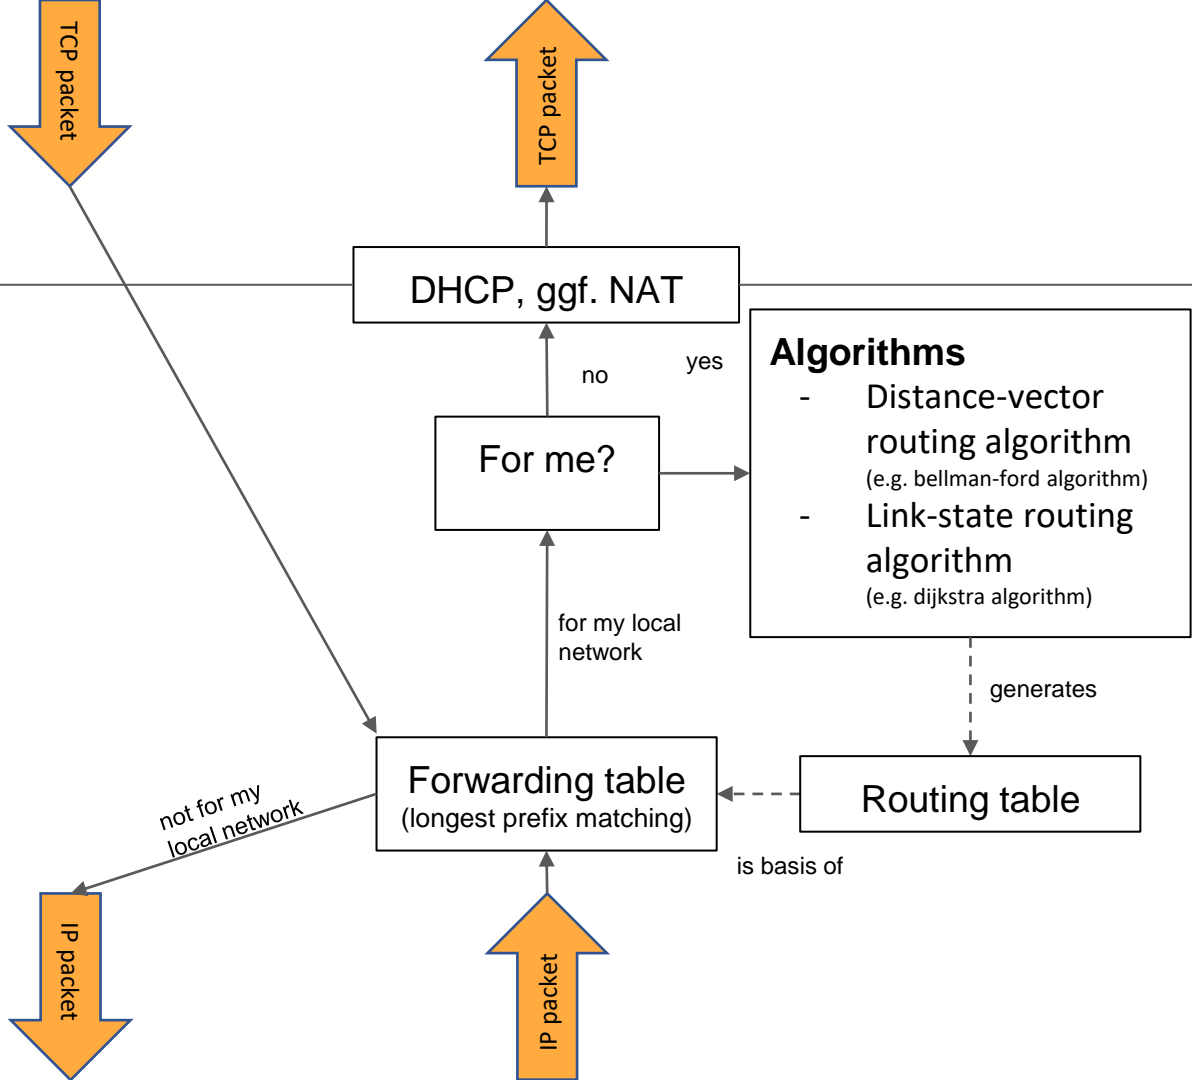 TCP packet
TCP packet
DHCP, ggf. NAT
no
yes
Algorithms
- Distance-vector
routing algorithm
(e.g. bellman-ford algorithm)
- Link-state routing
algorithm
(e.g. dijkstra algorithm)
For me?
for my local
network
generates
Forwarding table
(longest prefix matching)
Routing table
not for my
local network
is basis of
IP packet
IP packet